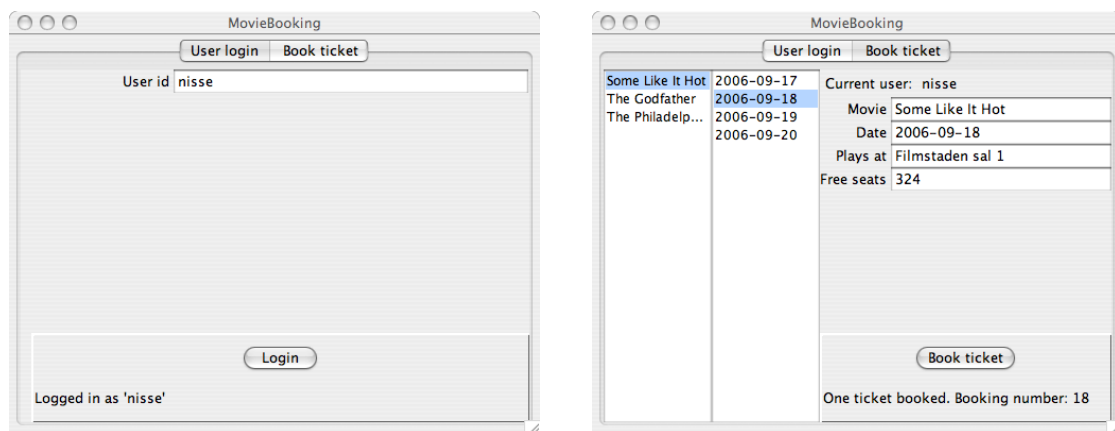 MovieBooking
User login Book ticket
User id nisse
Login
Logged in as 'nisse'
MovieBooking
User login Book ticket
Some Like It Hot
The Godfather
The Philadelp...
2006-09-17
2006-09-18
2006-09-19
2006-09-20
Current user: nisse
Movie Some Like It Hot
Date 2006-09-18
Plays at Filmstaden sal 1
Free seats 324
Book ticket
One ticket booked. Booking number: 18